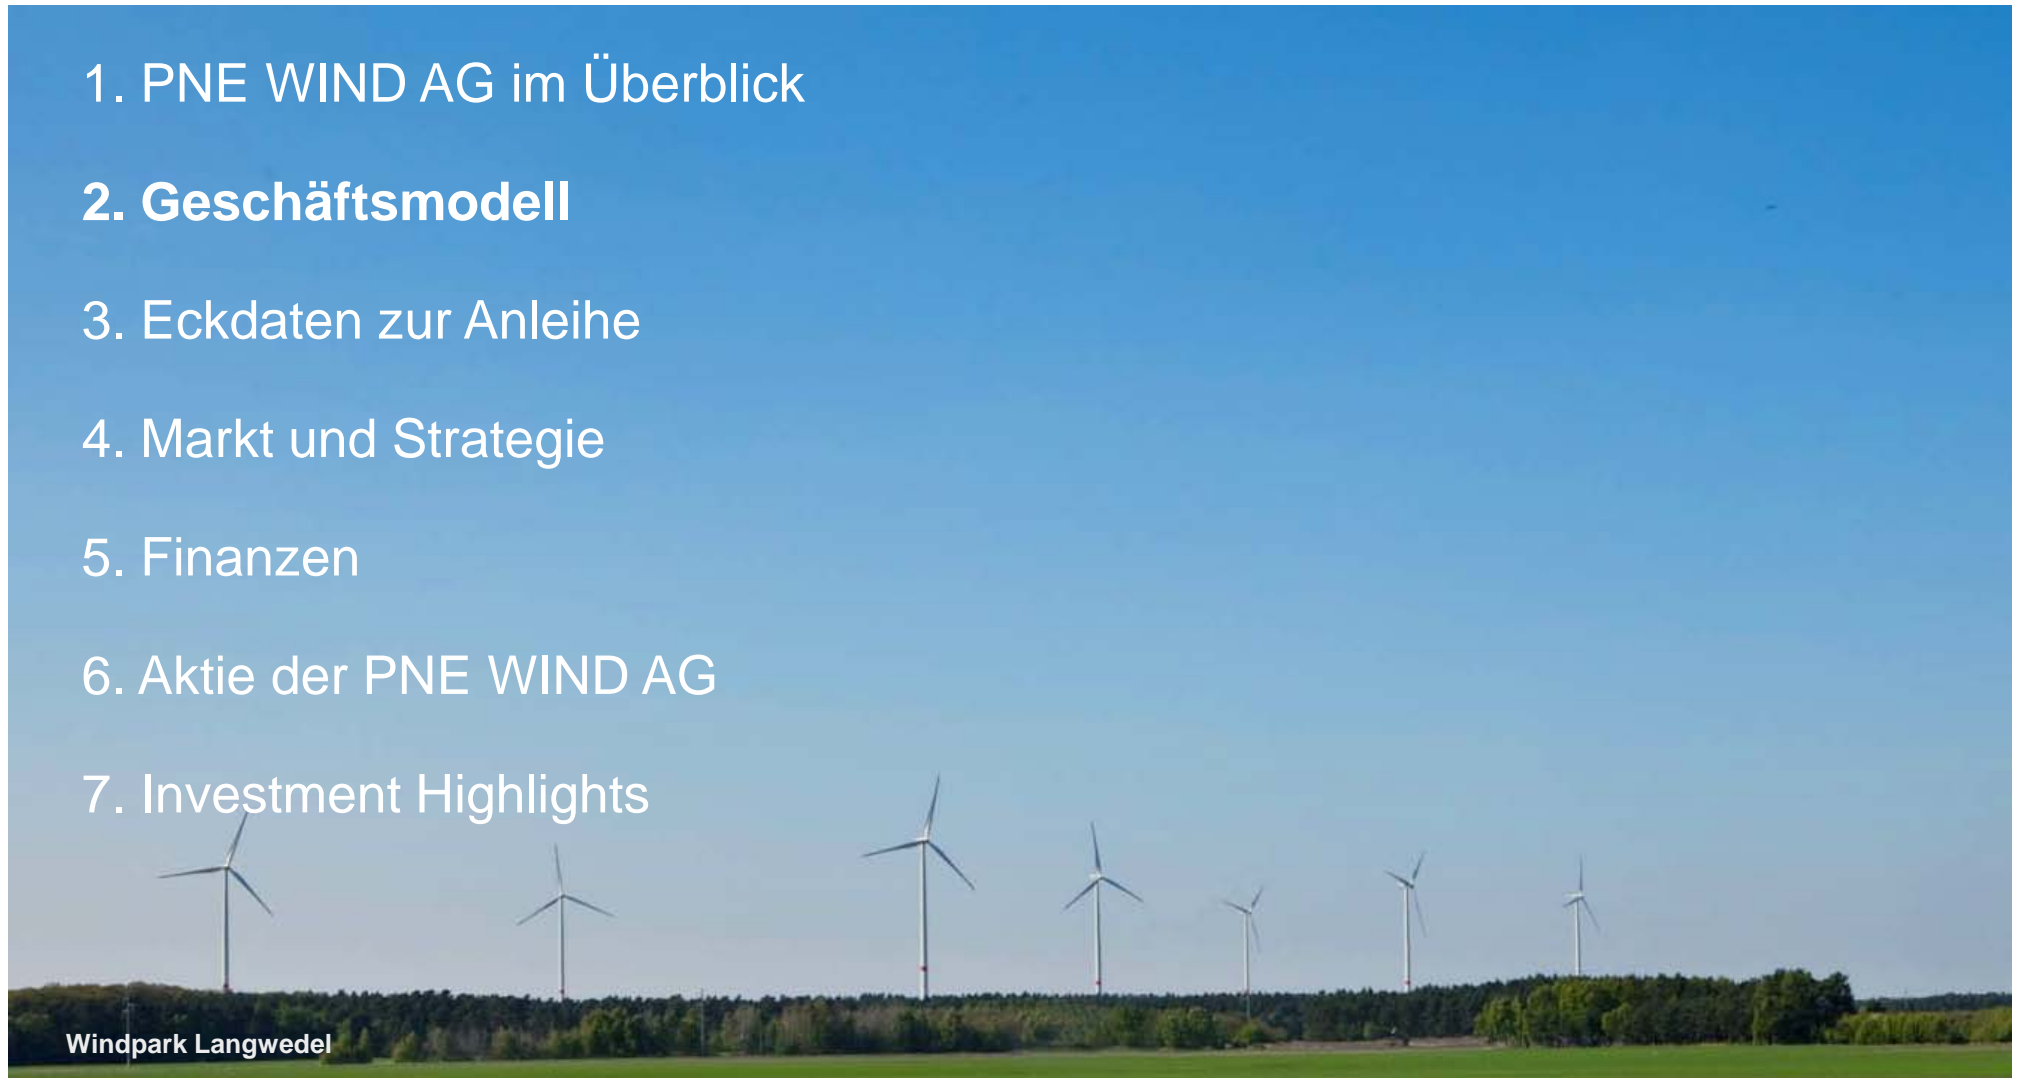 1. PNE WIND AG im Überblick
2. Geschäftsmodell
3. Eckdaten zur Anleihe
4. Markt und Strategie
5. Finanzen
6. Aktie der PNE WIND AG
7. Investment Highlights
Windpark Langwedel